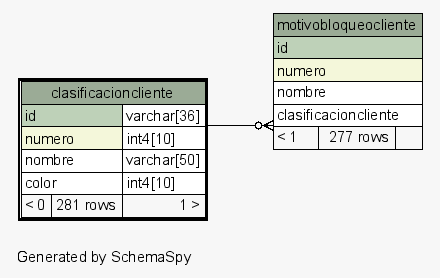 motivobloqueocliente
id
numero
nombre
clasificacioncliente
< 1 277 rows
clasificacioncliente
id varchar[36]
numero int4[10]
nombre varchar[50]
color int4[10]
< 0 281 rows 1 >
Generated by SchemaSpy